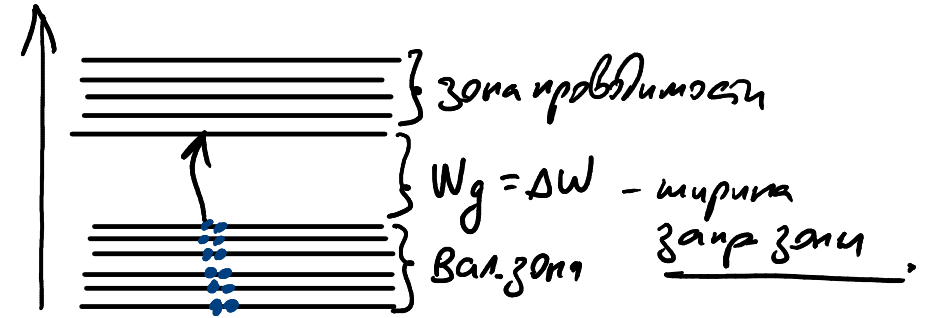 зона проводимости
Wg = ΔW – ширина
запр зоны
Вал. зона